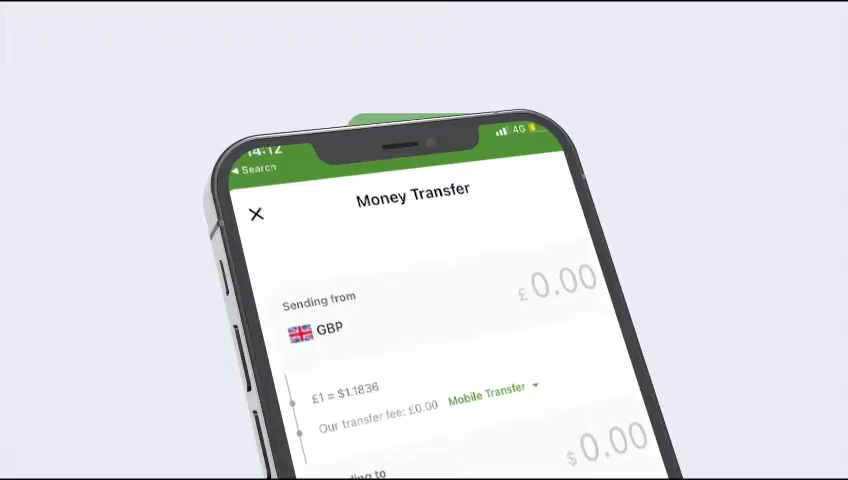 14:12
4G
◀ Search
Money Transfer
Sending from
£ 0.00
GBP
£1 = $1.1836
Our transfer fee: £0.00 Mobile Transfer
to
$ 0.00